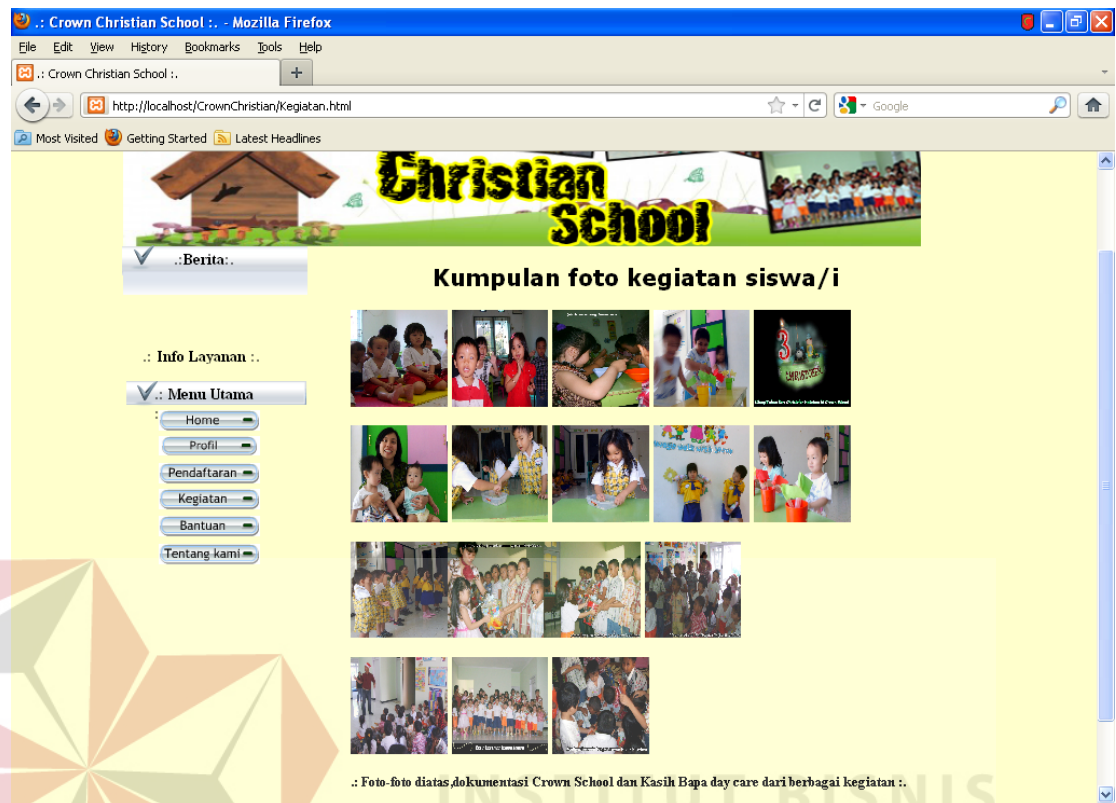 .: Crown Christian School :. - Mozilla Firefox
File Edit View History Bookmarks Tools Help
.: Crown Christian School :.
http://localhost/CrownChristian/Kegiatan.html
Google
Most Visited Getting Started Latest Headlines
Christian
School
.:Berita:.
Kumpulan foto kegiatan siswa/i
.: Info Layanan :.
.: Menu Utama
:
Home
Profil
Pendaftaran
Kegiatan
Bantuan
Tentang kami
.: Foto-foto diatas,dokumentasi Crown School dan Kasih Bapa day care dari berbagai kegiatan :.
INSTITUT BISNIS